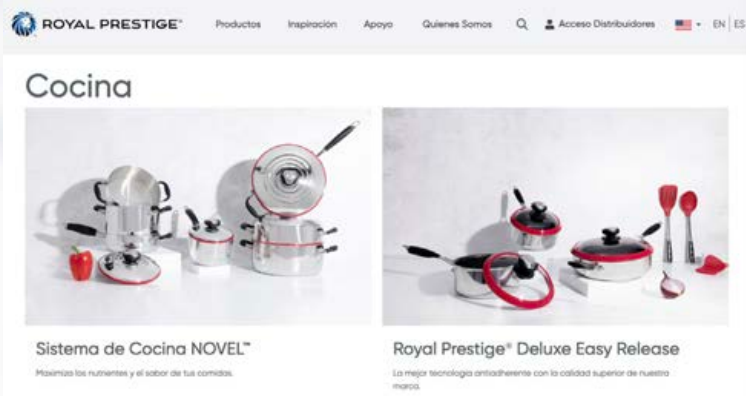 ROYAL PRESTIGE®
Productos Inspiración Apoyo Quienes Somos Acceso Distribuidores EN | ES
Cocina
Sistema de Cocina NOVEL™
Maximiza los nutrientes y el sabor de tus comidas.
Royal Prestige® Deluxe Easy Release
La mejor tecnología antiadherente con la calidad superior de nuestra
marca.